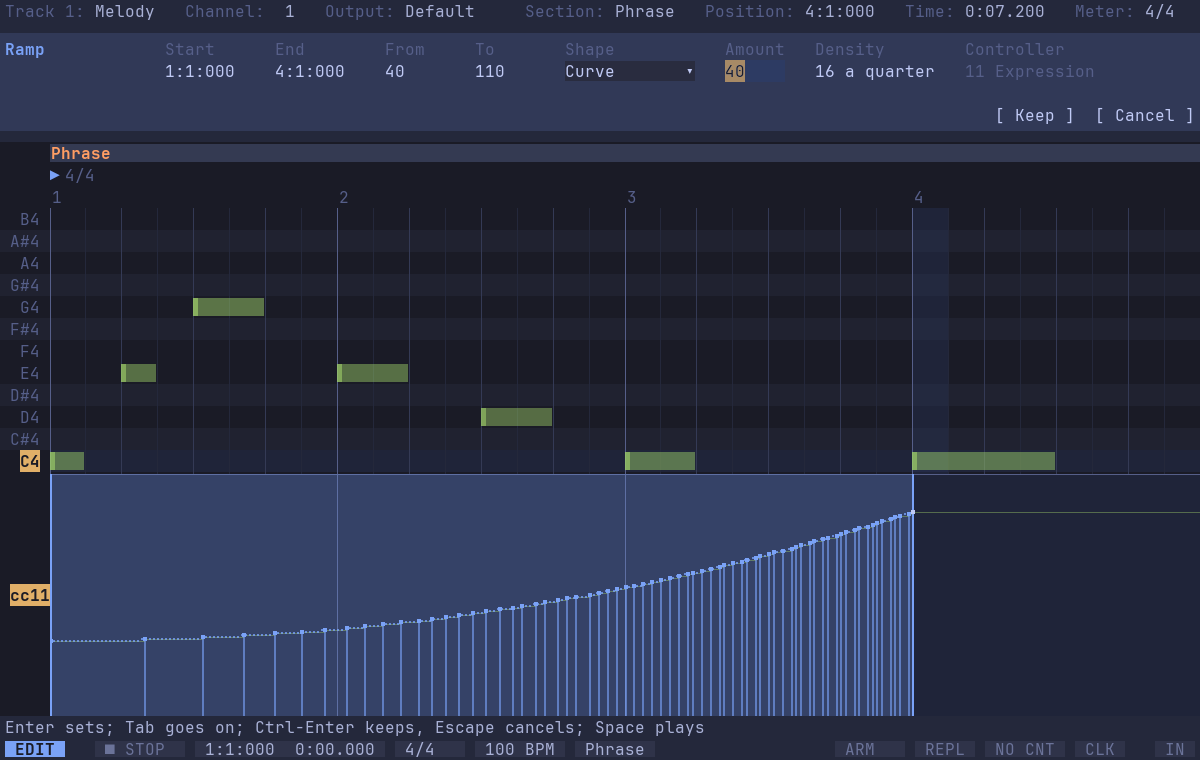 Track 1: Melody Channel: 1 Output: Default Section: Phrase Position: 4:1:000 Time: 0:07.200 Meter: 4/4
Ramp Start End From To Shape Amount Density Controller
1:1:000 4:1:000 40 110 Curve ▾ 40 16 a quarter 11 Expression
[ Keep ] [ Cancel ]
Phrase
▶ 4/4
1 2 3 4
B4
A#4
A4
G#4
G4
F#4
F4
E4
D#4
D4
C#4
C4
cc11
Enter sets; Tab goes on; Ctrl-Enter keeps, Escape cancels; Space plays
EDIT ■ STOP 1:1:000 0:00.000 4/4 100 BPM Phrase ARM REPL NO CNT CLK IN